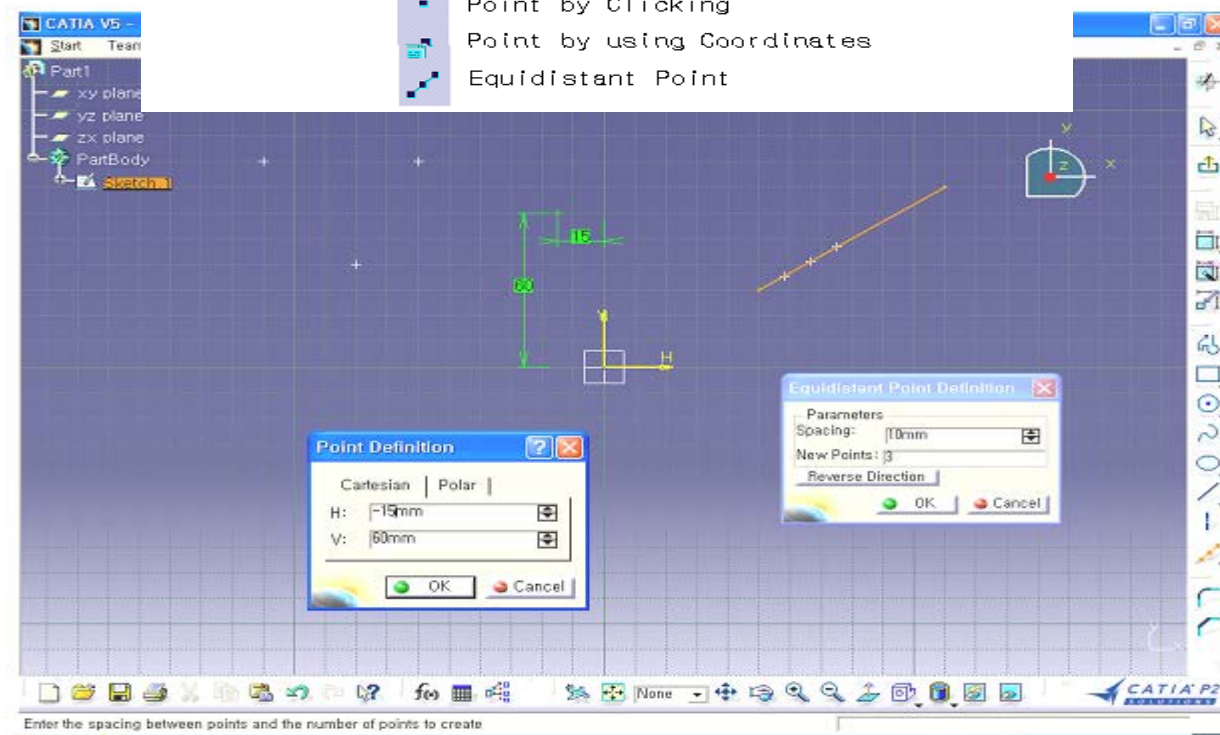 Point by Clicking
Point by using Coordinates
Equidistant Point
CATIA V5 -
Start Team
Part1
xy plane
yz plane
zx plane
PartBody
Sketch.1
y
x
z
15
60
V
H
Equidistant Point Definition
Parameters
Spacing: 10mm
New Points: 3
Reverse Direction
OK Cancel
Point Definition
Cartesian Polar
H: -15mm
V: 60mm
OK Cancel
f(x)
None
CATIA P2
SOLUTIONS
Enter the spacing between points and the number of points to create